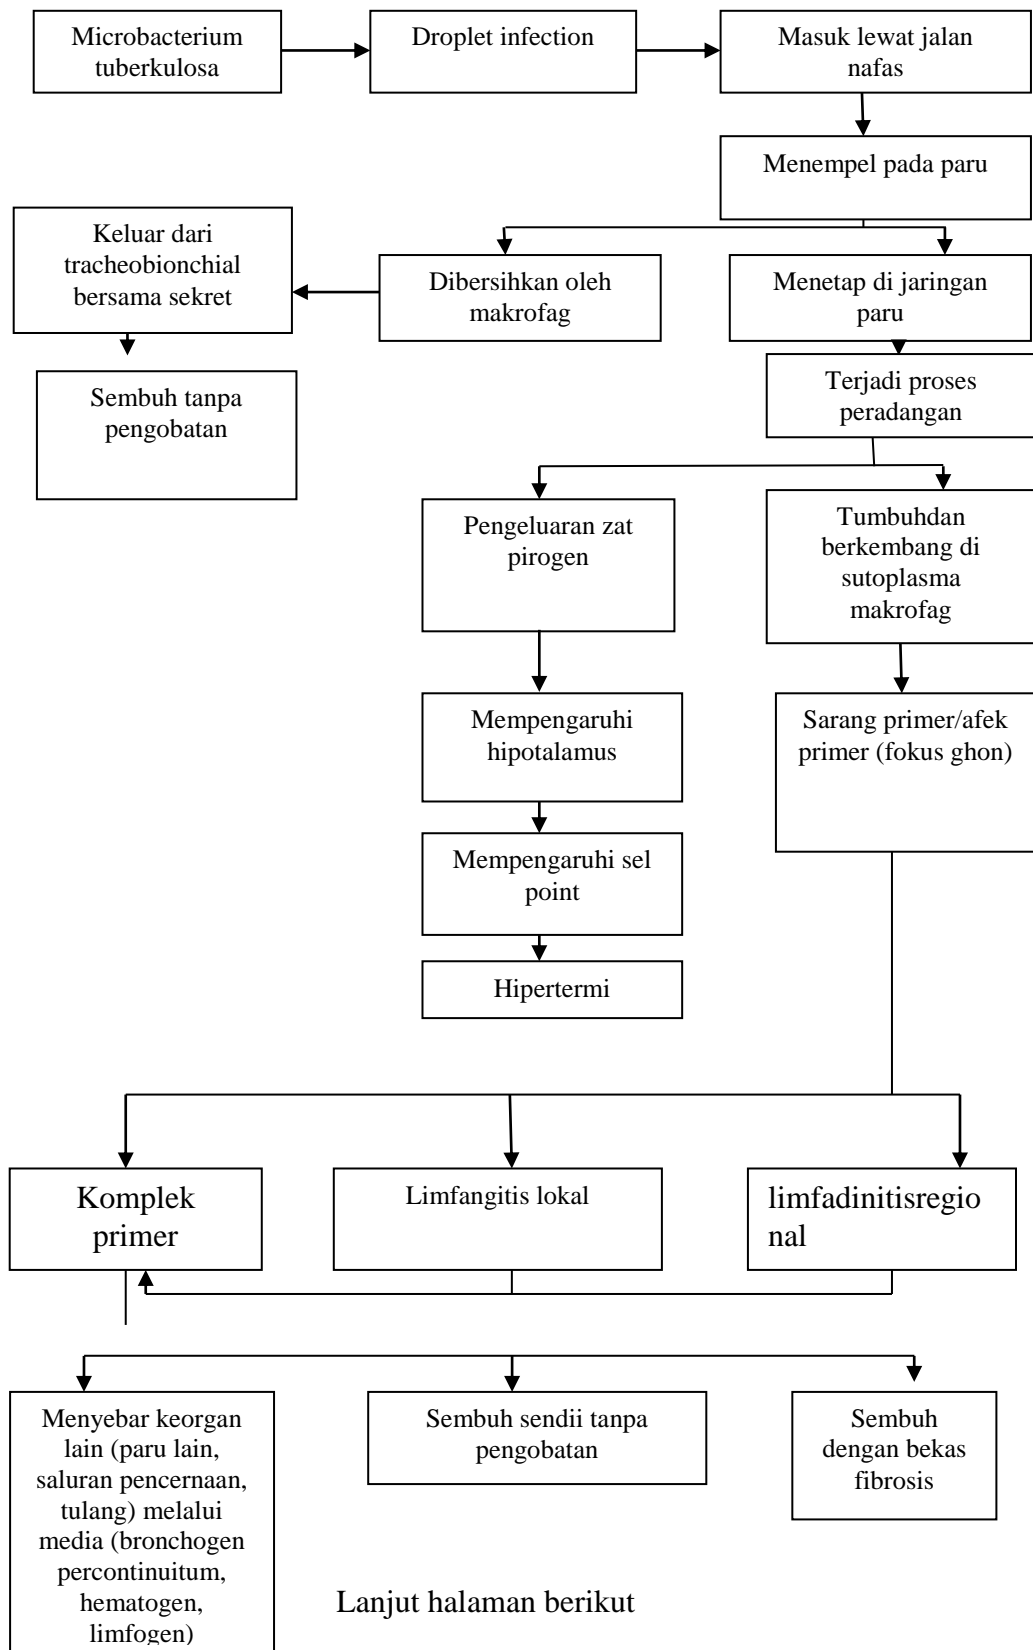 Microbacterium
tuberkulosa
Droplet infection
Masuk lewat jalan
nafas
Menempel pada paru
Keluar dari
tracheobionchial
bersama sekret
Dibersihkan oleh
makrofag
Menetap di jaringan
paru
Sembuh tanpa
pengobatan
Terjadi proses
peradangan
Pengeluaran zat
pirogen
Tumbuhdan
berkembang di
sutoplasma
makrofag
Mempengaruhi
hipotalamus
Sarang primer/afek
primer (fokus ghon)
Mempengaruhi sel
point
Hipertermi
Komplek
primer
Limfangitis lokal
limfadinitisregio
nal
Menyebar keorgan
lain (paru lain,
saluran pencernaan,
tulang) melalui
media (bronchogen
percontinuitum,
hematogen,
limfogen)
Sembuh sendii tanpa
pengobatan
Sembuh
dengan bekas
fibrosis
Lanjut halaman berikut